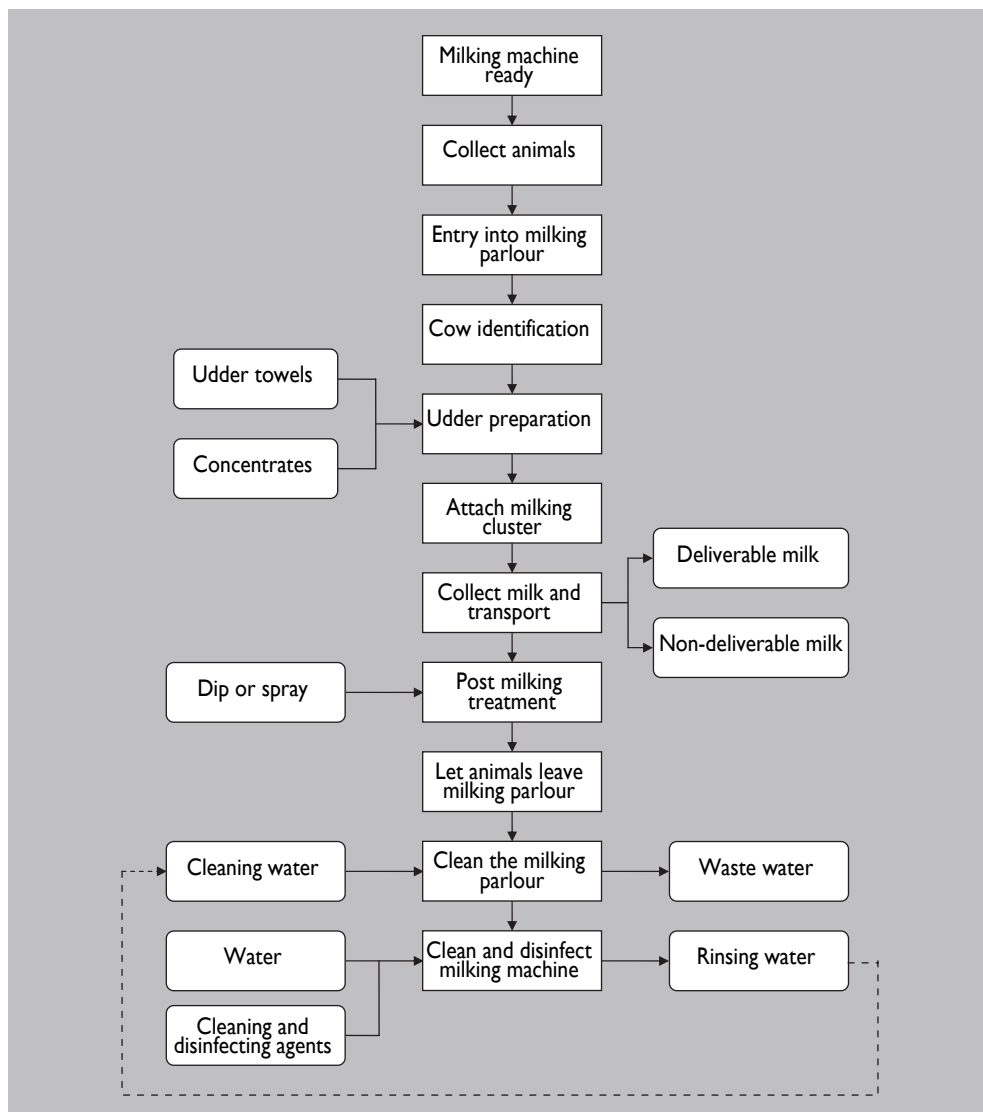 Milking machine
ready
Collect animals
Entry into milking
parlour
Cow identification
Udder towels
Udder preparation
Concentrates
Attach milking
cluster
Deliverable milk
Collect milk and
transport
Non-deliverable milk
Dip or spray
Post milking
treatment
Let animals leave
milking parlour
Cleaning water
Clean the milking
parlour
Waste water
Water
Clean and disinfect
milking machine
Rinsing water
Cleaning and
disinfecting agents